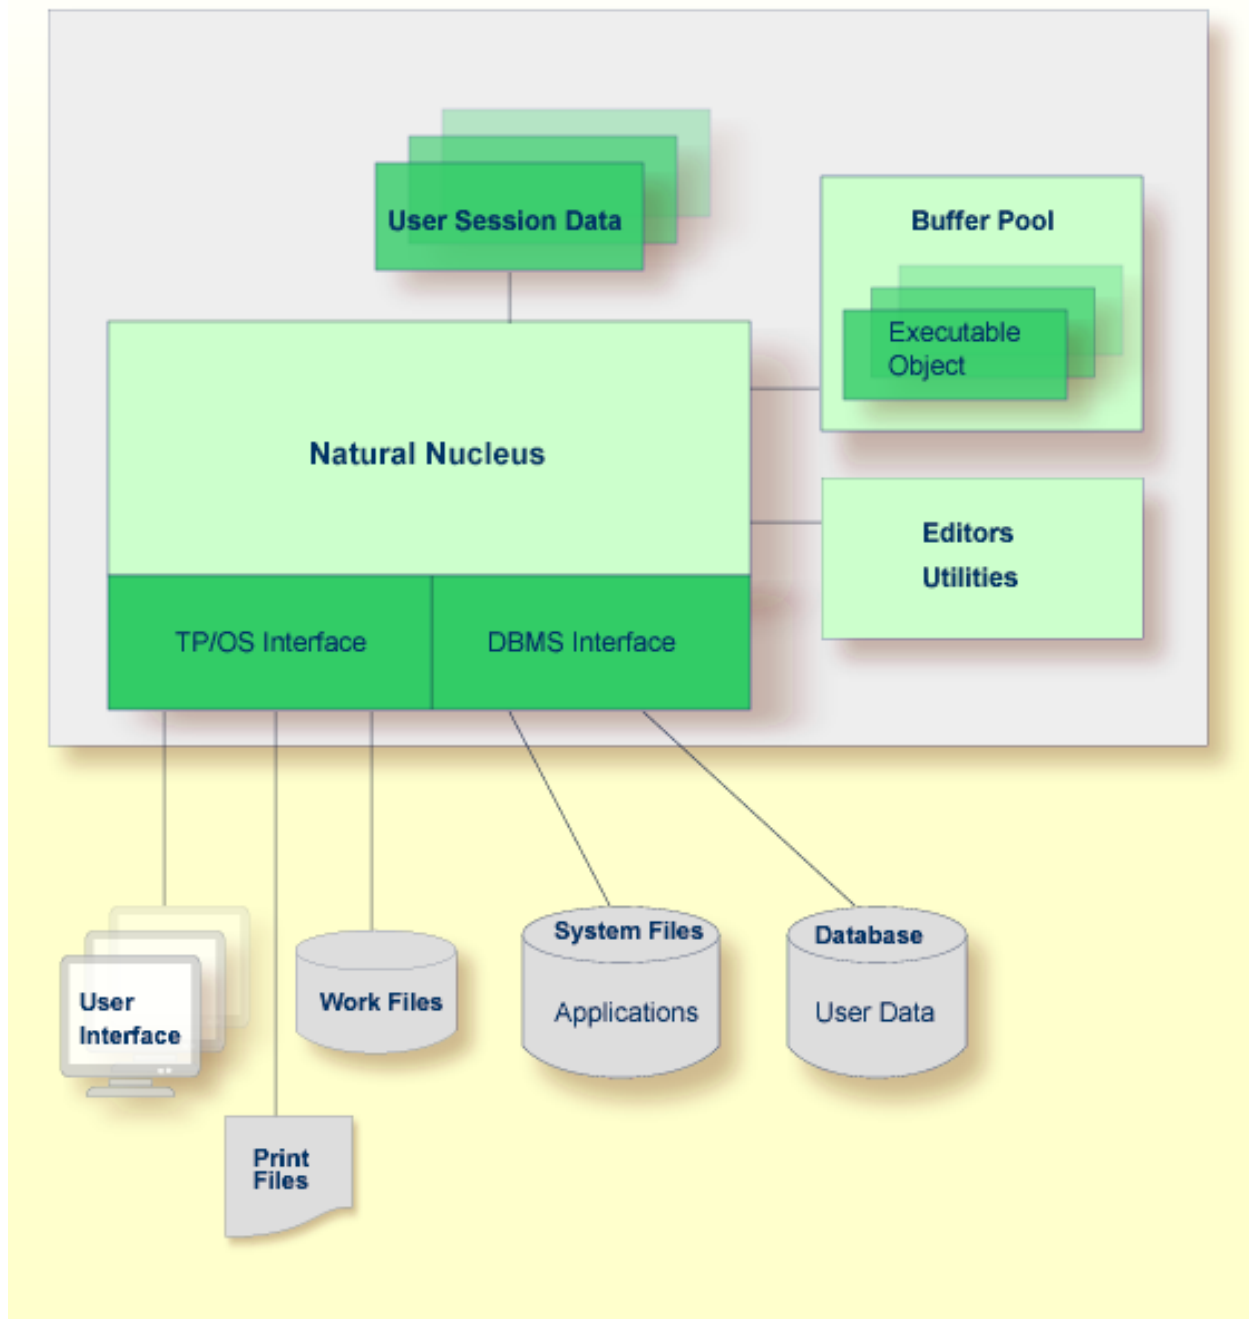 User Session Data
Buffer Pool
Executable
Object
Natural Nucleus
Editors
Utilities
TP/OS Interface
DBMS Interface
User
Interface
Work Files
System Files
Applications
Database
User Data
Print
Files